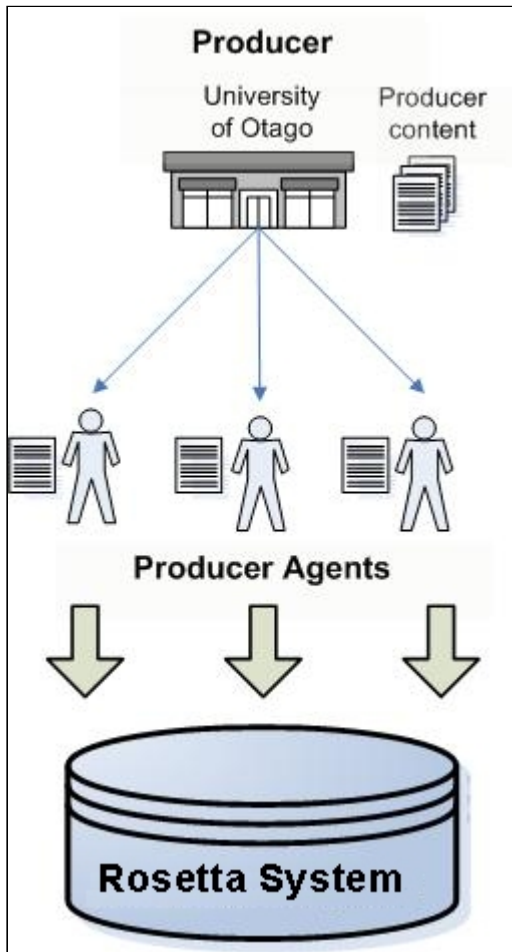 Producer
University
of Otago
Producer
content
Producer Agents
Rosetta System